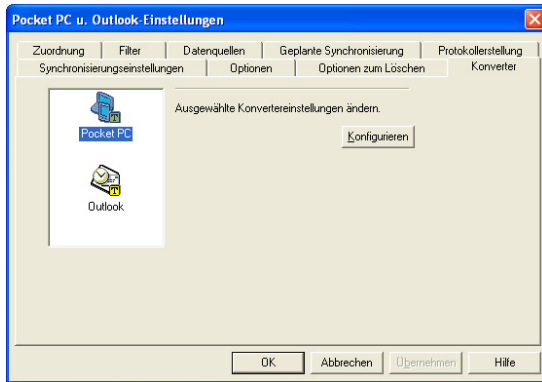 Pocket PC u. Outlook-Einstellungen
Zuordnung Filter Datenquellen Geplante Synchronisierung Protokollerstellung
Synchronisierungseinstellungen Optionen Optionen zum Löschen Konverter
Pocket PC
Outlook
Ausgewählte Konvertereinstellungen ändern.
Konfigurieren
OK Abbrechen Übernehmen Hilfe